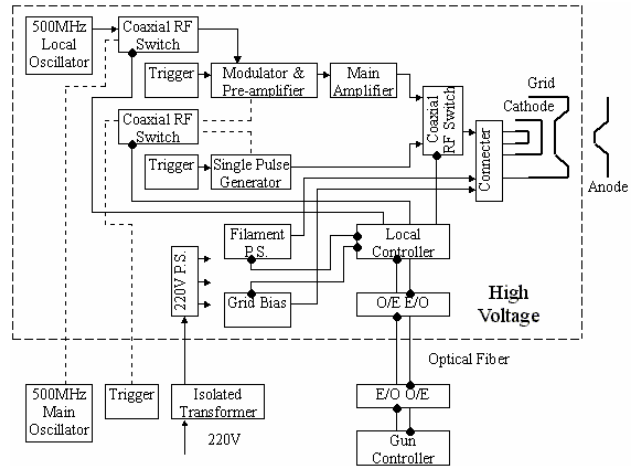 500MHz
Local
Oscillator
Coaxial RF
Switch
Trigger
Modulator &
Pre-amplifier
Main
Amplifier
Coaxial RF
Switch
Trigger
Single Pulse
Generator
Coaxial
RF Switch
Connecter
Grid
Cathode
Anode
220V P.S.
Filament
P.S.
Grid Bias
Local
Controller
O/E E/O
High
Voltage
Optical Fiber
500MHz
Main
Oscillator
Trigger
Isolated
Transformer
220V
E/O O/E
Gun
Controller